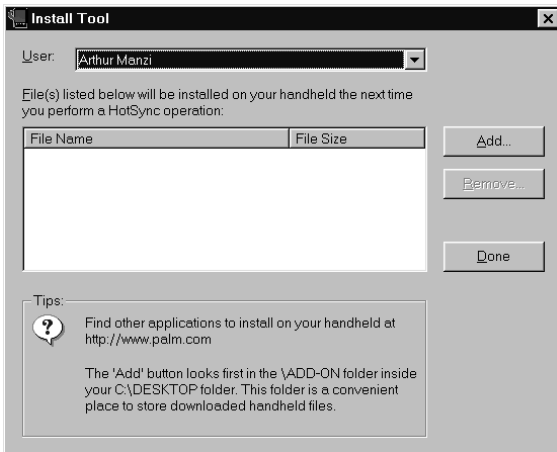 Install Tool
User: Arthur Manzi
File(s) listed below will be installed on your handheld the next time
you perform a HotSync operation:
File Name File Size
Add...
Remove...
Done
Tips:
Find other applications to install on your handheld at
http://www.palm.com
The 'Add' button looks first in the \ADD-ON folder inside
your C:\DESKTOP folder. This folder is a convenient
place to store downloaded handheld files.